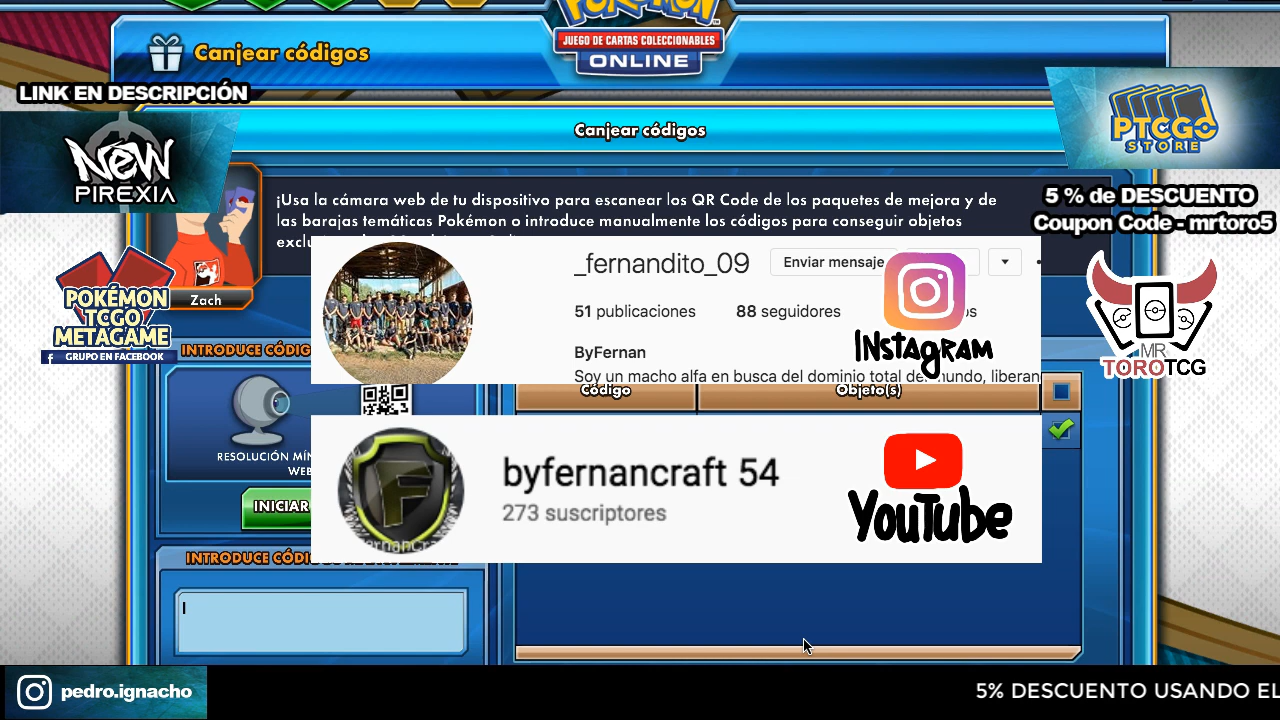 POKÉMON
JUEGO DE CARTAS COLECCIONABLES
ONLINE
Canjear códigos
LINK EN DESCRIPCIÓN
NEW
PIREXIA
Canjear códigos
PTCGO
STORE
¡Usa la cámara web de tu dispositivo para escanear los QR Code de los paquetes de mejora y de
las barajas temáticas Pokémon o introduce manualmente los códigos para conseguir objetos
5 % de DESCUENTO
Coupon Code - mrtoro5
Zach
POKÉMON
TCGO
METAGAME
f GRUPO EN FACEBOOK
_fernandito_09
Enviar mensaje
51 publicaciones
88 seguidores
ByFernan
Soy un macho alfa en busca del dominio total del mundo, liberan
INSTAGRAM
MR
TOROTCG
INTRODUCE CÓDIG
Código
Objeto(s)
RESOLUCIÓN MÍN
WEB
INICIAR
byfernancraft 54
273 suscriptores
YouTube
INTRODUCE CÓDI
pedro.ignacho
5% DESCUENTO USANDO EL